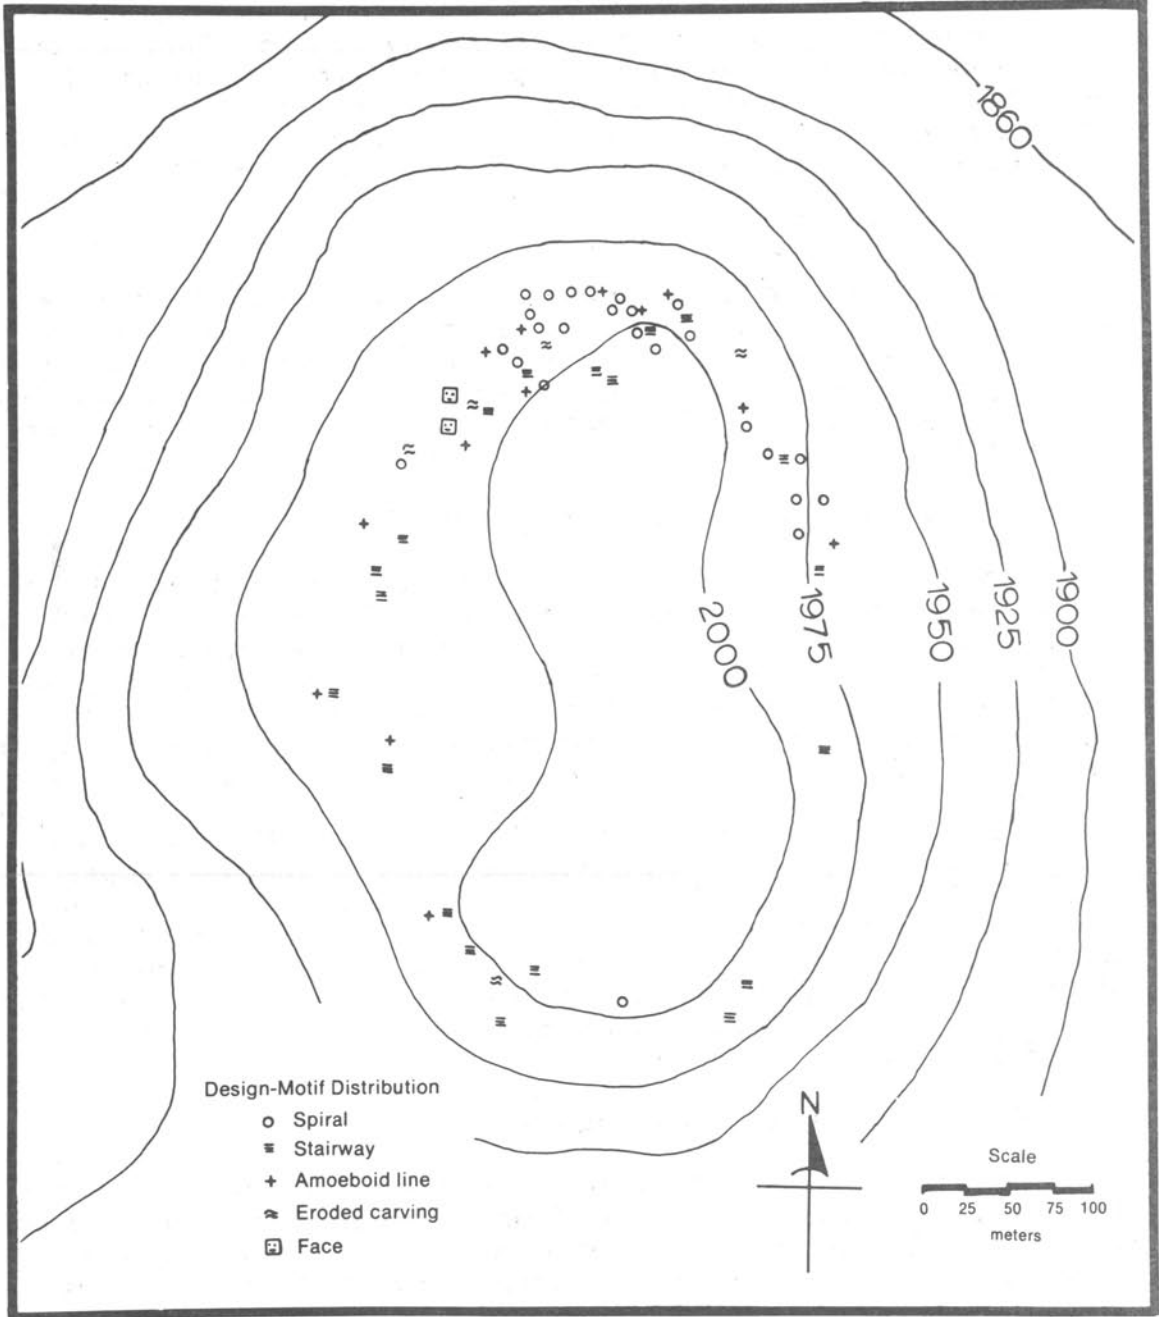 1860
2000
1975
1950
1925
1900
Design-Motif Distribution
Spiral
Stairway
Amoeboid line
Eroded carving
Face
N
Scale
0 25 50 75 100
meters